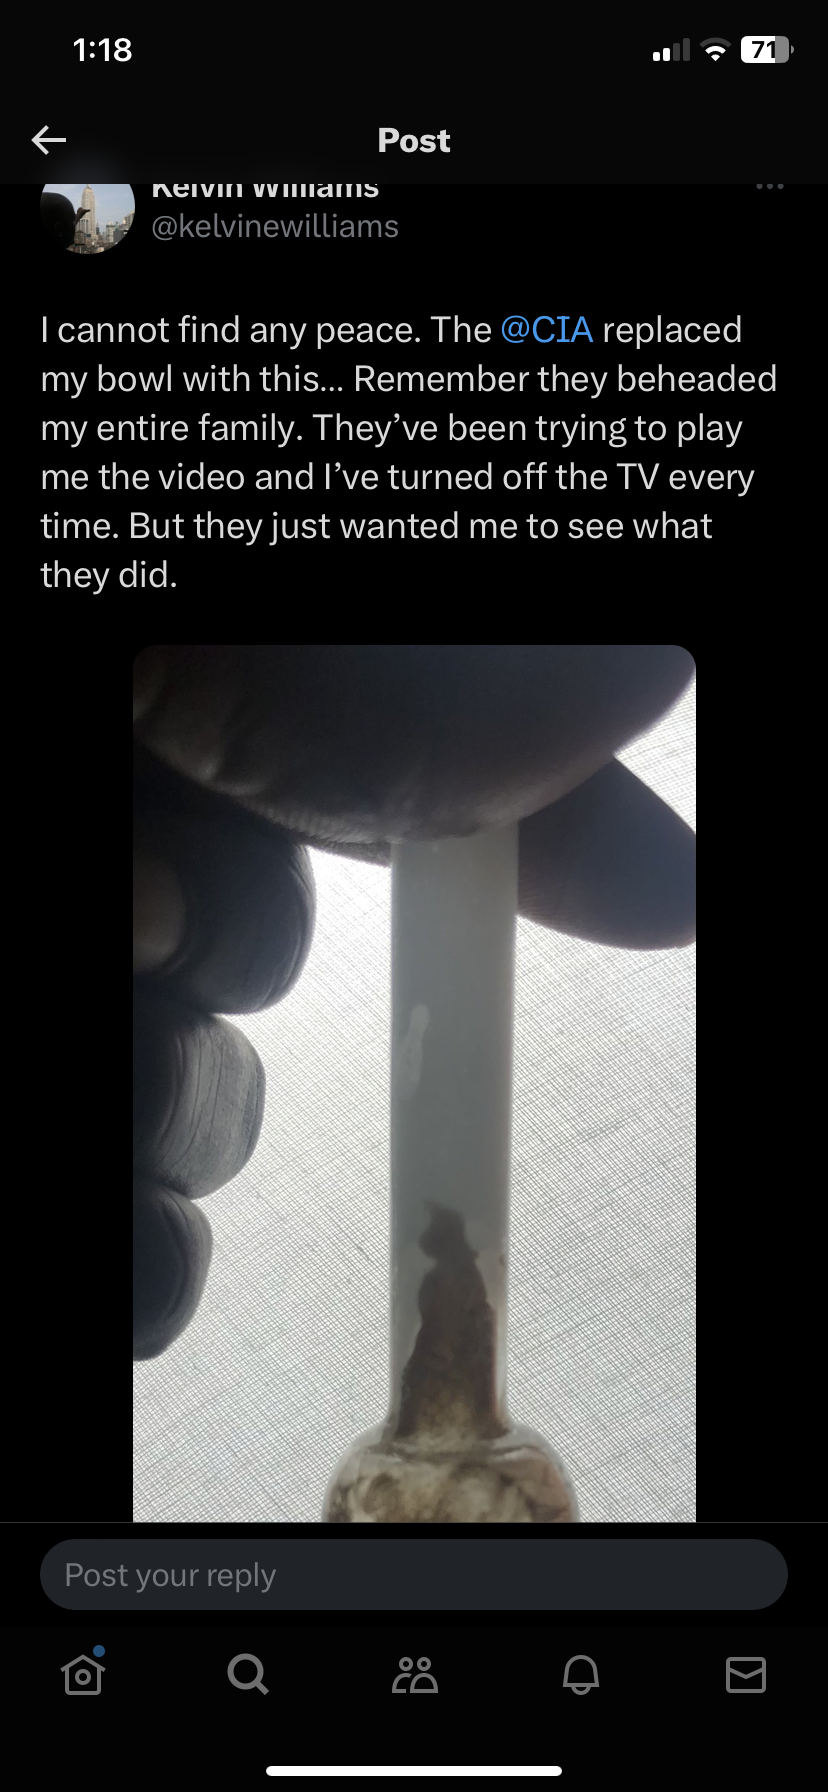 1:18
71
Post
Kelvin Williams
@kelvinewilliams
I cannot find any peace. The @CIA replaced
my bowl with this... Remember they beheaded
my entire family. They’ve been trying to play
me the video and I’ve turned off the TV every
time. But they just wanted me to see what
they did.
Post your reply